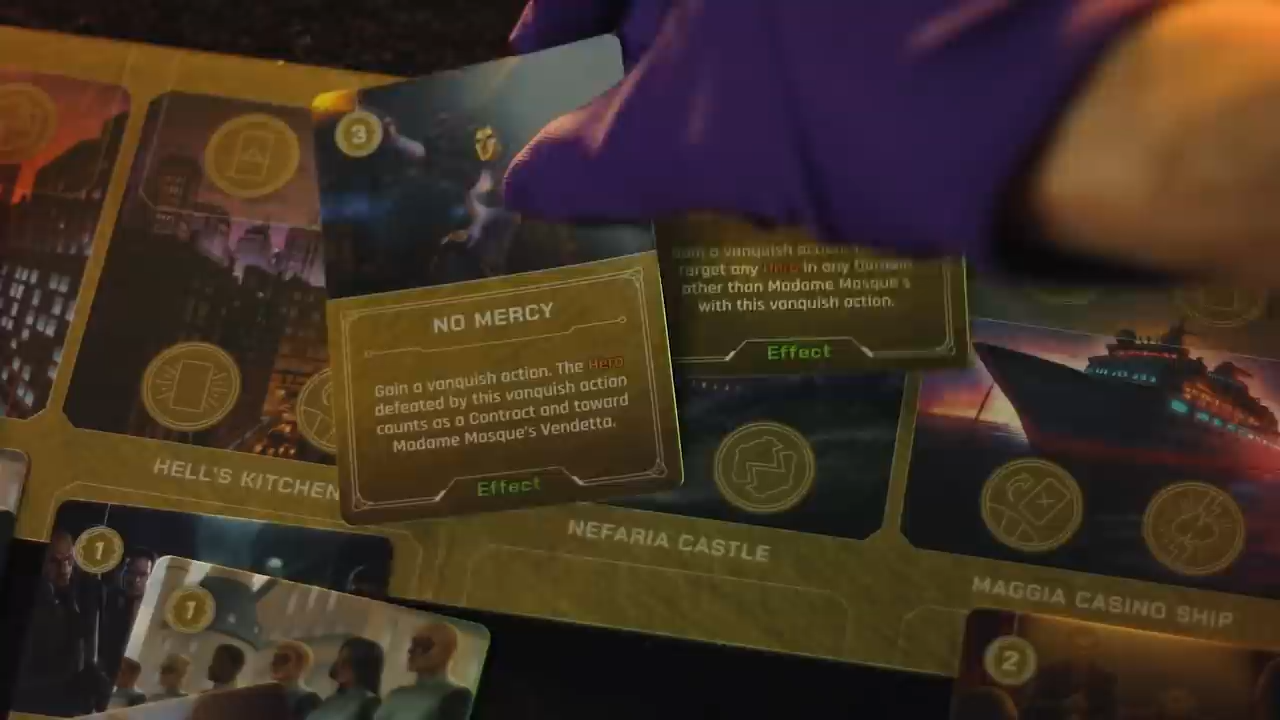 3
NO MERCY
Gain a vanquish action. The Hero
defeated by this vanquish action
counts as a Contract and toward
Madame Masque's Vendetta.
Effect
Gain a vanquish
target any Hero in any Domain
other than Madame Masque's
with this vanquish action.
Effect
HELL'S KITCHEN
NEFARIA CASTLE
MAGGIA CASINO SHIP
1
1
2